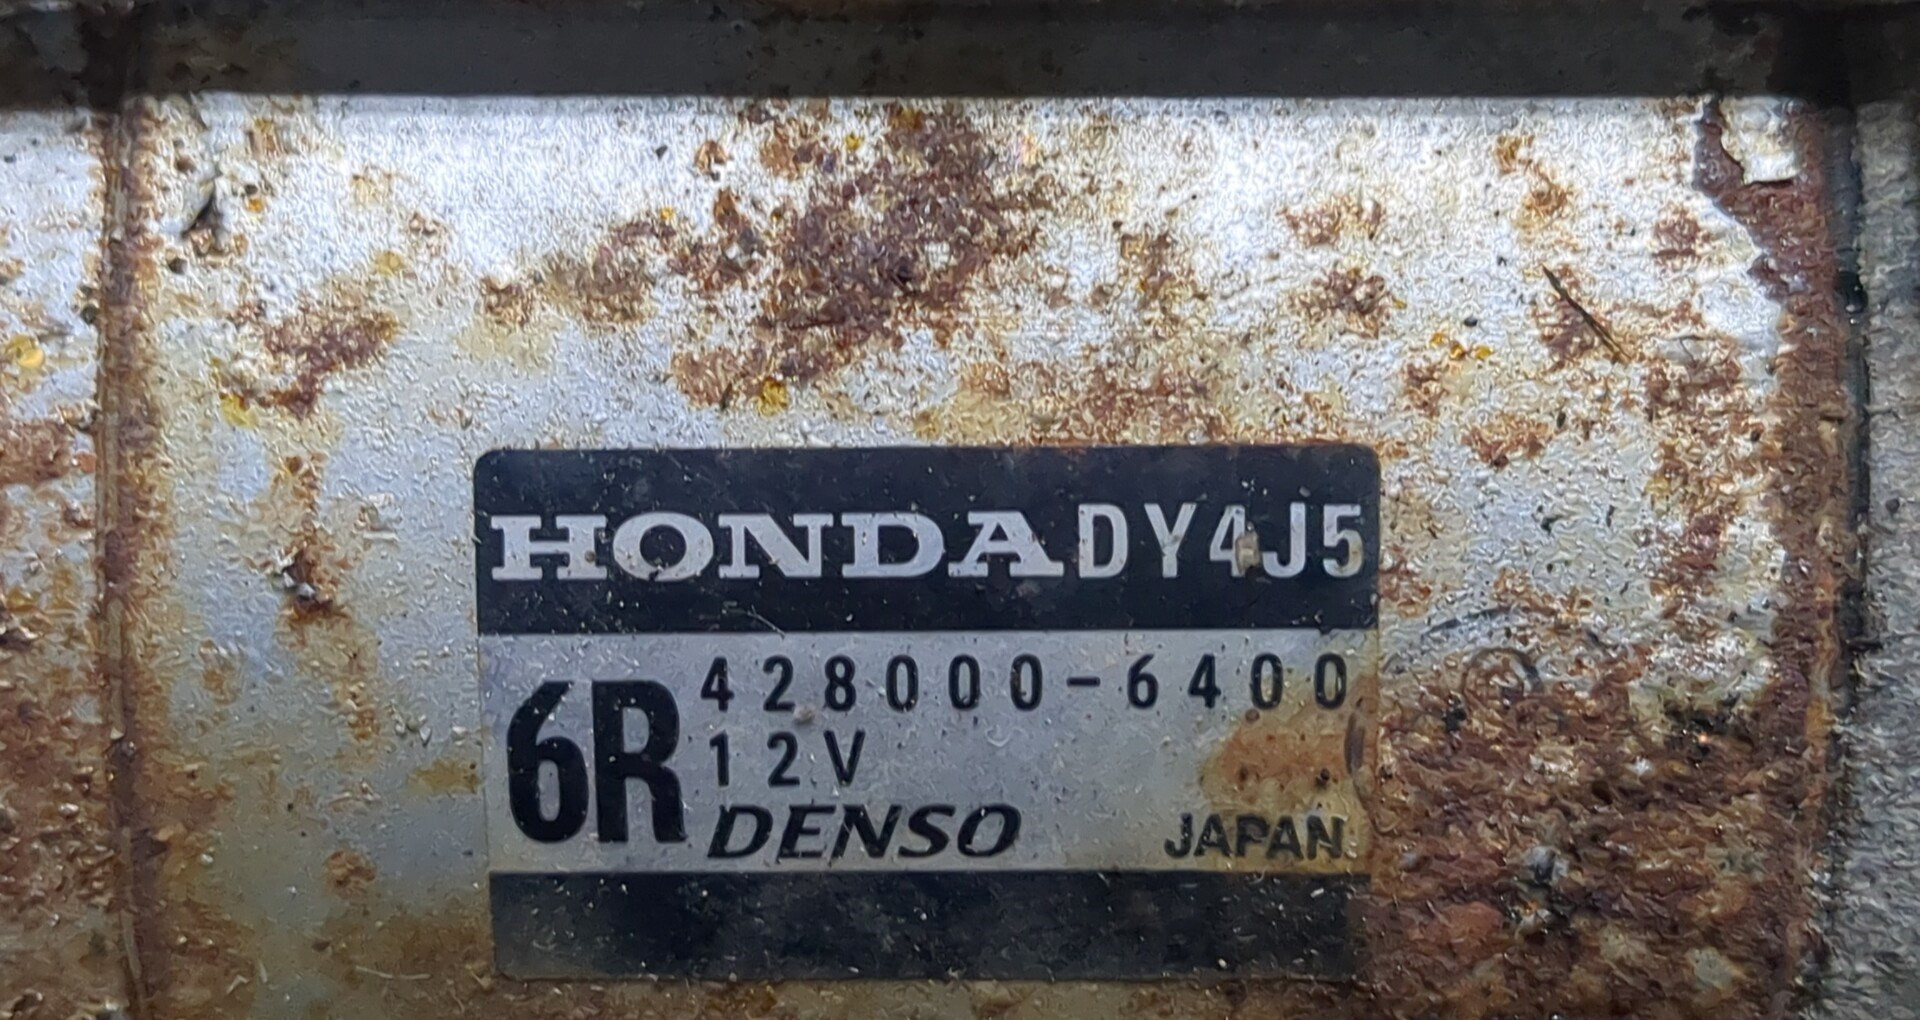 HONDA DY4J5
6R 428000-6400
12V
DENSO JAPAN